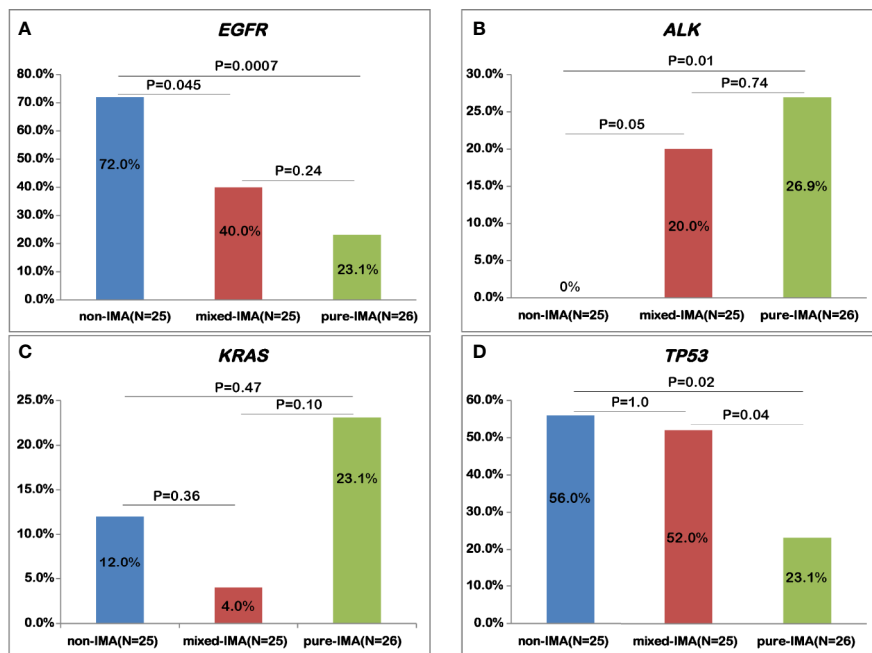 A
EGFR
80.0%
70.0%
60.0%
50.0%
40.0%
30.0%
20.0%
10.0%
0.0%
P=0.0007
P=0.045
P=0.24
72.0%
40.0%
23.1%
non-IMA(N=25) mixed-IMA(N=25) pure-IMA(N=26)
B
ALK
30.0%
25.0%
20.0%
15.0%
10.0%
5.0%
0.0%
P=0.01
P=0.74
P=0.05
0%
20.0%
26.9%
non-IMA(N=25) mixed-IMA(N=25) pure-IMA(N=26)
C
KRAS
25.0%
20.0%
15.0%
10.0%
5.0%
0.0%
P=0.47
P=0.10
P=0.36
12.0%
4.0%
23.1%
non-IMA(N=25) mixed-IMA(N=25) pure-IMA(N=26)
D
TP53
60.0%
50.0%
40.0%
30.0%
20.0%
10.0%
0.0%
P=0.02
P=1.0
P=0.04
56.0%
52.0%
23.1%
non-IMA(N=25) mixed-IMA(N=25) pure-IMA(N=26)